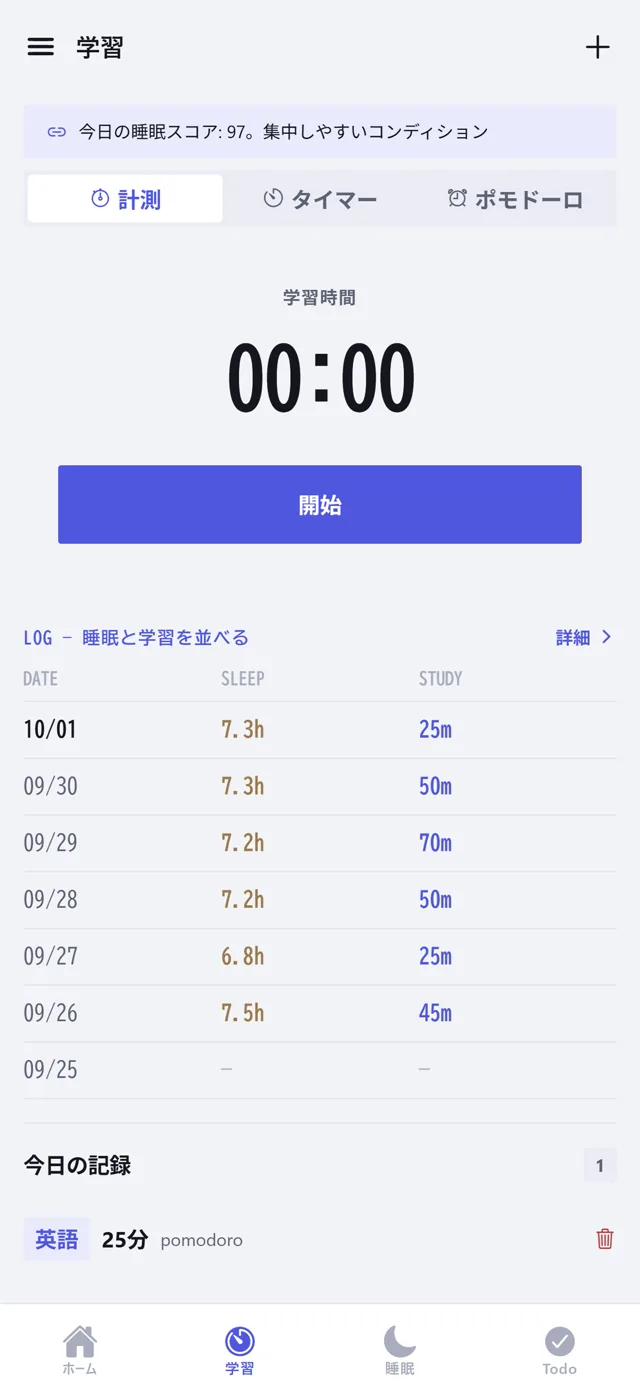 学習
今日の睡眠スコア: 97。集中しやすいコンディション
計測 タイマー ポモドーロ
学習時間
00:00
開始
LOG – 睡眠と学習を並べる 詳細
DATE SLEEP STUDY
10/01 7.3h 25m
09/30 7.3h 50m
09/29 7.2h 70m
09/28 7.2h 50m
09/27 6.8h 25m
09/26 7.5h 45m
09/25 – –
今日の記録 1
英語 25分 pomodoro
ホーム 学習 睡眠 Todo